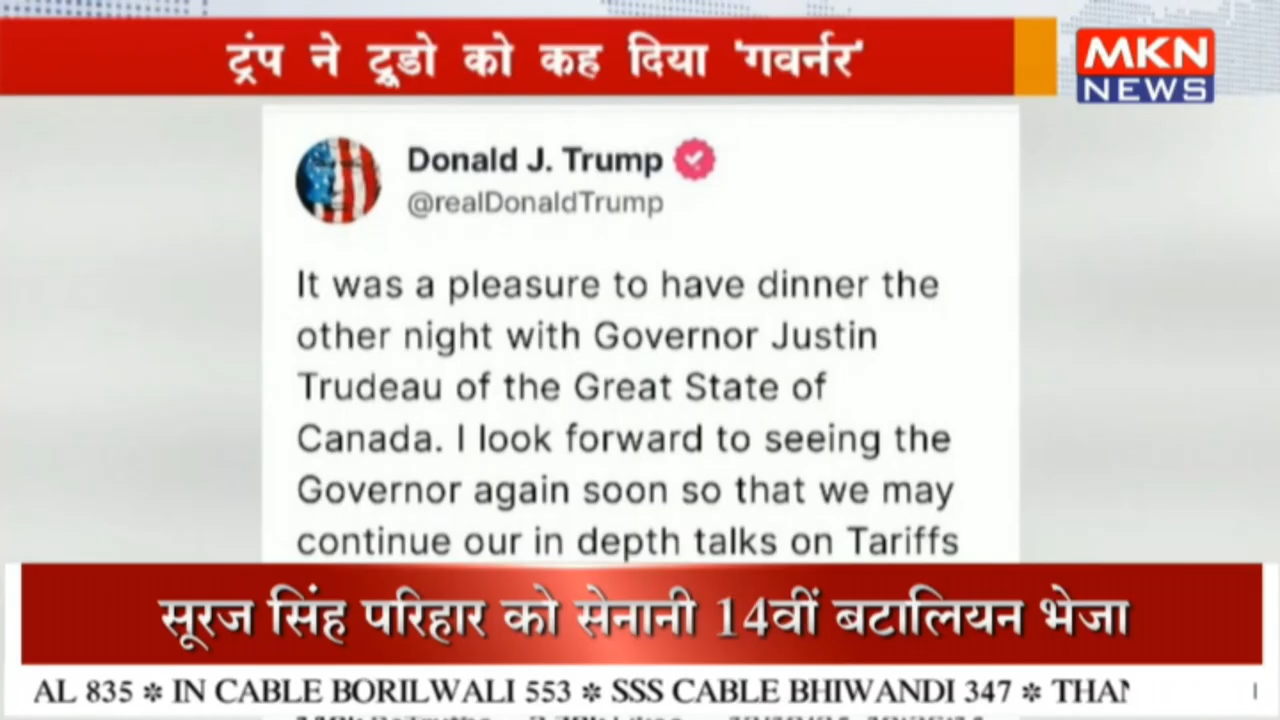 ट्रंप ने ट्रूडो को कह दिया 'गवर्नर'
MKN
NEWS
Donald J. Trump
@realDonaldTrump
It was a pleasure to have dinner the
other night with Governor Justin
Trudeau of the Great State of
Canada. I look forward to seeing the
Governor again soon so that we may
continue our in depth talks on Tariffs
सूरज सिंह परिहार को सेनानी 14वीं बटालियन भेजा
AL 835 ❉ IN CABLE BORILWALI 553 ❉ SSS CABLE BHIWANDI 347 ❉ THAN